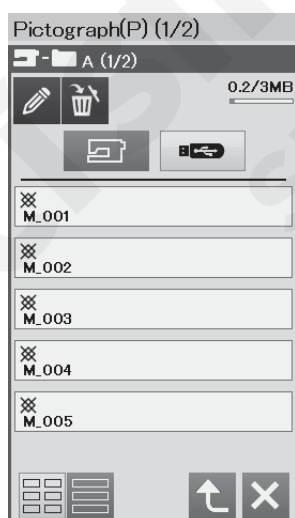 Pictograph(P) (1/2)
A (1/2)
0.2/3MB
M_001
M_002
M_003
M_004
M_005